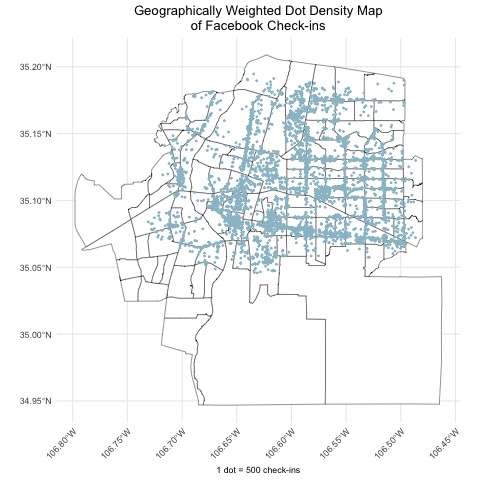 Geographically Weighted Dot Density Map
of Facebook Check-ins
35.20°N
35.15°N
35.10°N
35.05°N
35.00°N
34.95°N
106.80°W
106.75°W
106.70°W
106.65°W
106.60°W
106.55°W
106.50°W
106.45°W
1 dot = 500 check-ins